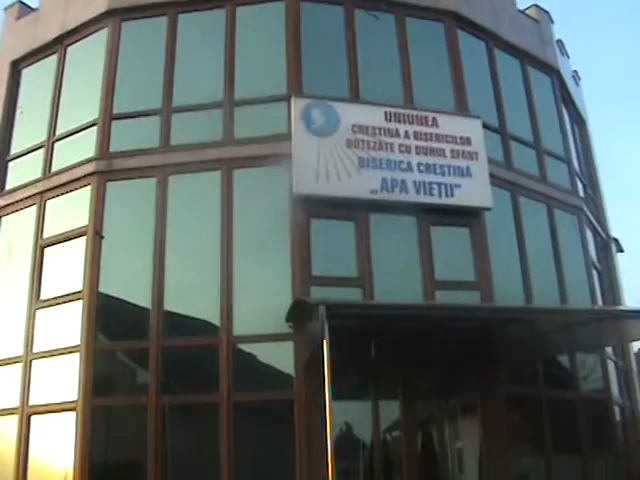 UNIUNEA
CREȘTINĂ A BISERICILOR
BOTEZATE CU DUHUL SFÂNT
BISERICA CREȘTINĂ
„APA VIEȚII”